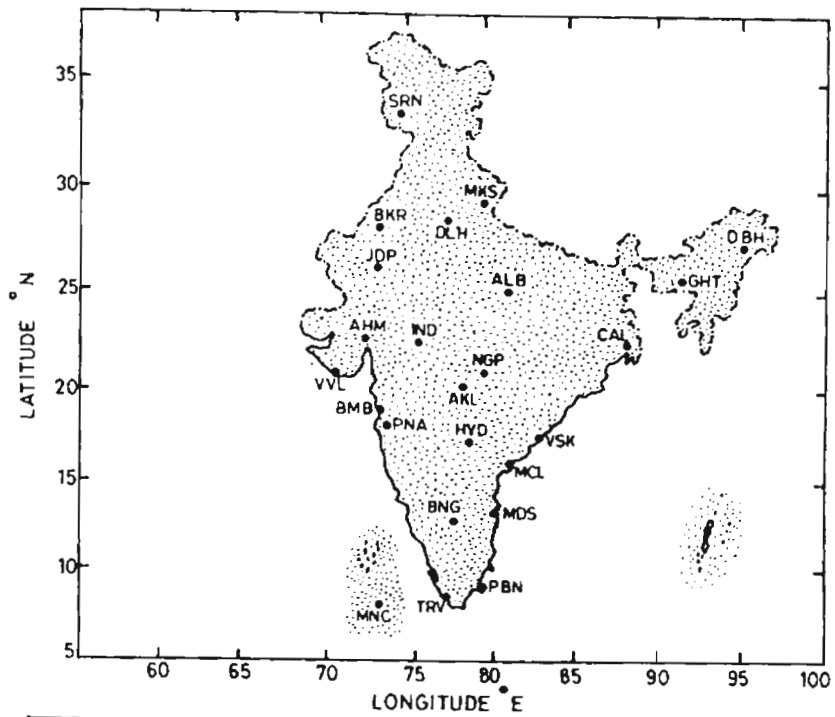 35
SRN
30
MKS
BKR
DLH
DBH
JDP
25
ALB
GHT
LATITUDE °N
AHM
IND
CAL
NGP
VVL
20
AKL
BMB
PNA
HYD
VSK
MCL
15
BNG
MDS
10
PBN
TRV
MNC
5
60 65 70 75 80 85 90 95 100
LONGITUDE °E